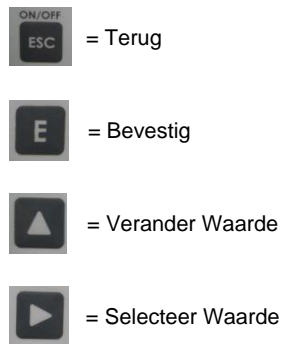 ON/OFF
ESC = Terug
E = Bevestig
= Verander Waarde
= Selecteer Waarde